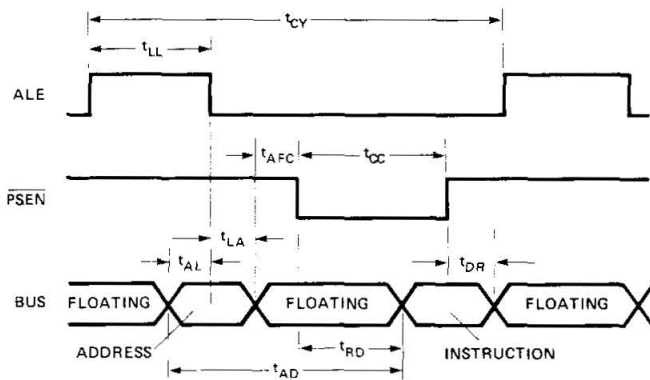 tCY
tLL
ALE
tAFC
tCC
PSEN
tLA
tAL
tDR
BUS
FLOATING
FLOATING
FLOATING
ADDRESS
tRD
INSTRUCTION
tAD